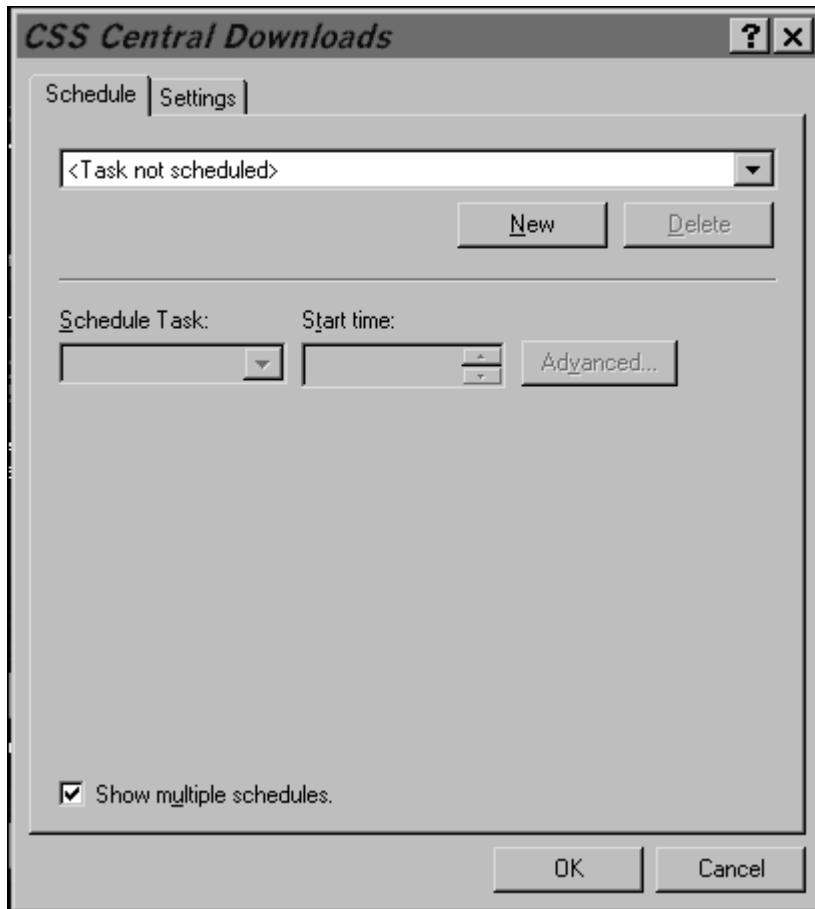 CSS Central Downloads
Schedule Settings
<Task not scheduled>
New Delete
Schedule Task: Start time:
Advanced...
Show multiple schedules.
OK Cancel